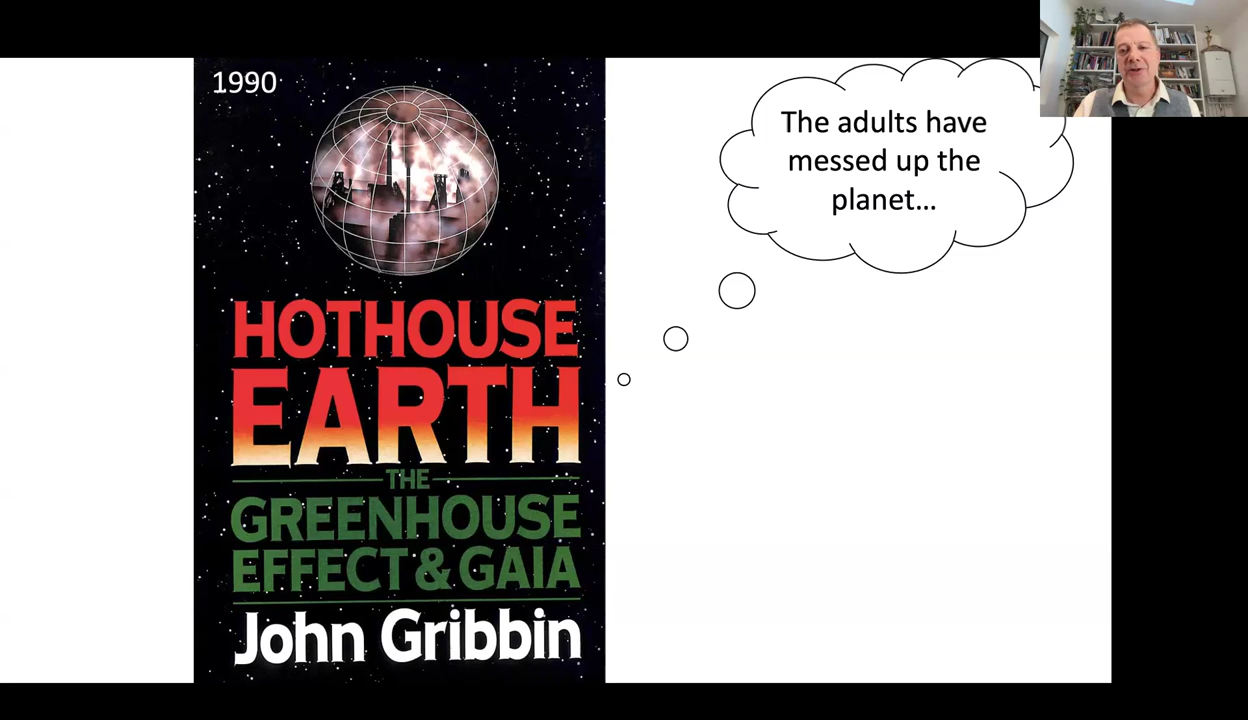 1990
HOTHOUSE
EARTH
THE
GREENHOUSE
EFFECT & GAIA
John Gribbin
The adults have
messed up the
planet...